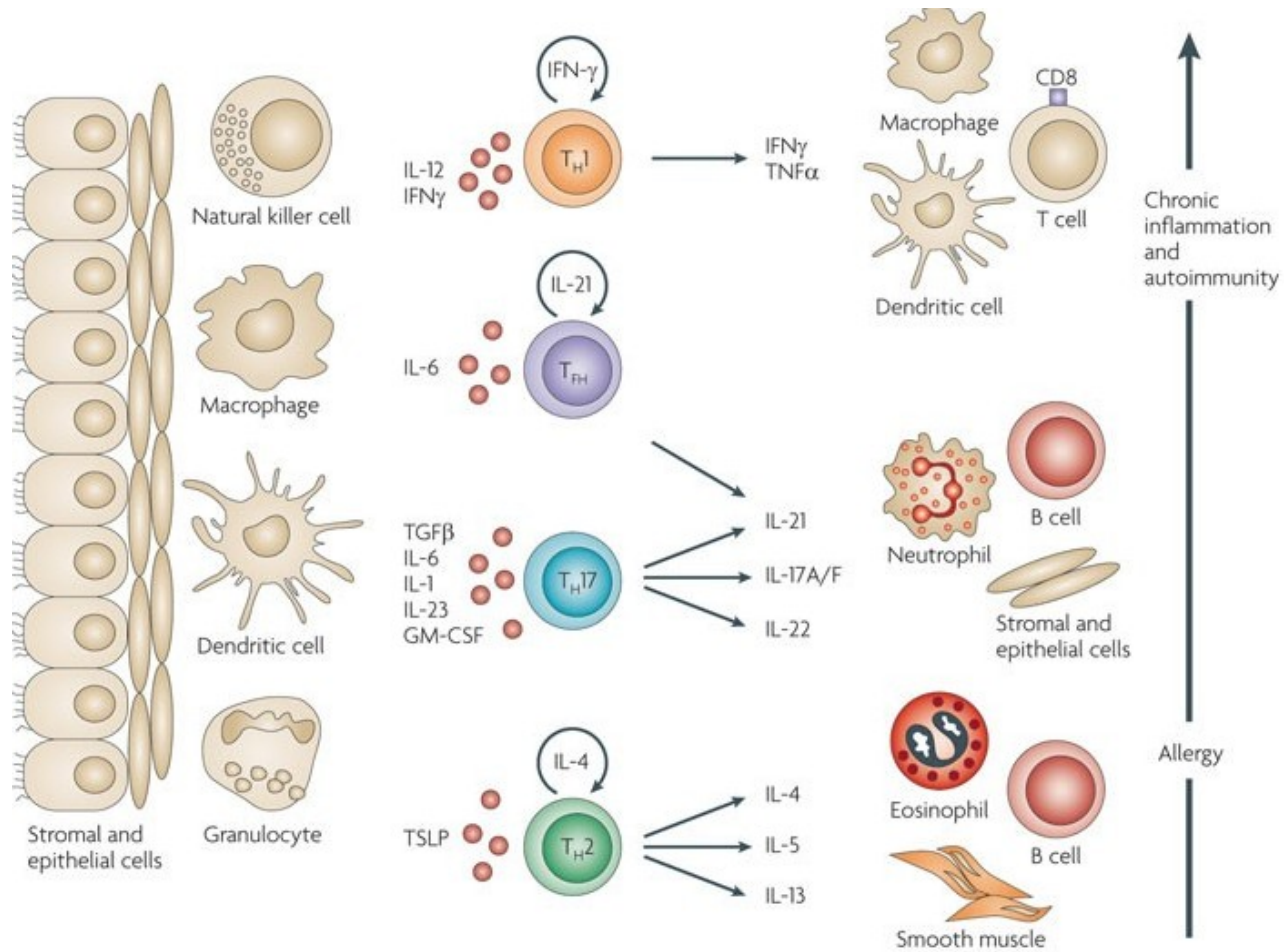 Stromal and
epithelial cells
Natural killer cell
Macrophage
Dendritic cell
Granulocyte
IFN-γ
IL-12
IFNγ
TH1
IFNγ
TNFα
Macrophage
CD8
T cell
Dendritic cell
IL-21
IL-6
TFH
TGFβ
IL-6
IL-1
IL-23
GM-CSF
TH17
IL-21
IL-17A/F
IL-22
Neutrophil
B cell
Stromal and
epithelial cells
IL-4
TSLP
TH2
IL-4
IL-5
IL-13
Eosinophil
B cell
Smooth muscle
Chronic
inflammation
and
autoimmunity
Allergy